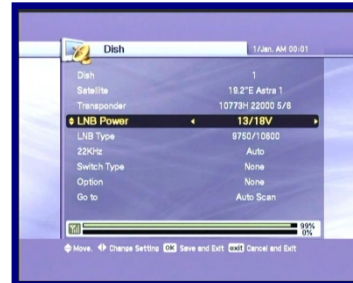 Dish
1/Jan. AM 00:01
Dish 1
Satellite 19.2°E Astra 1
Transponder 10773H 22000 5/6
LNB Power 13/18V
LNB Type 9750/10600
22KHz Auto
Switch Type None
Option None
Go to Auto Scan
99%
0%
Move, Change Setting OK Save and Exit exit Cancel and Exit